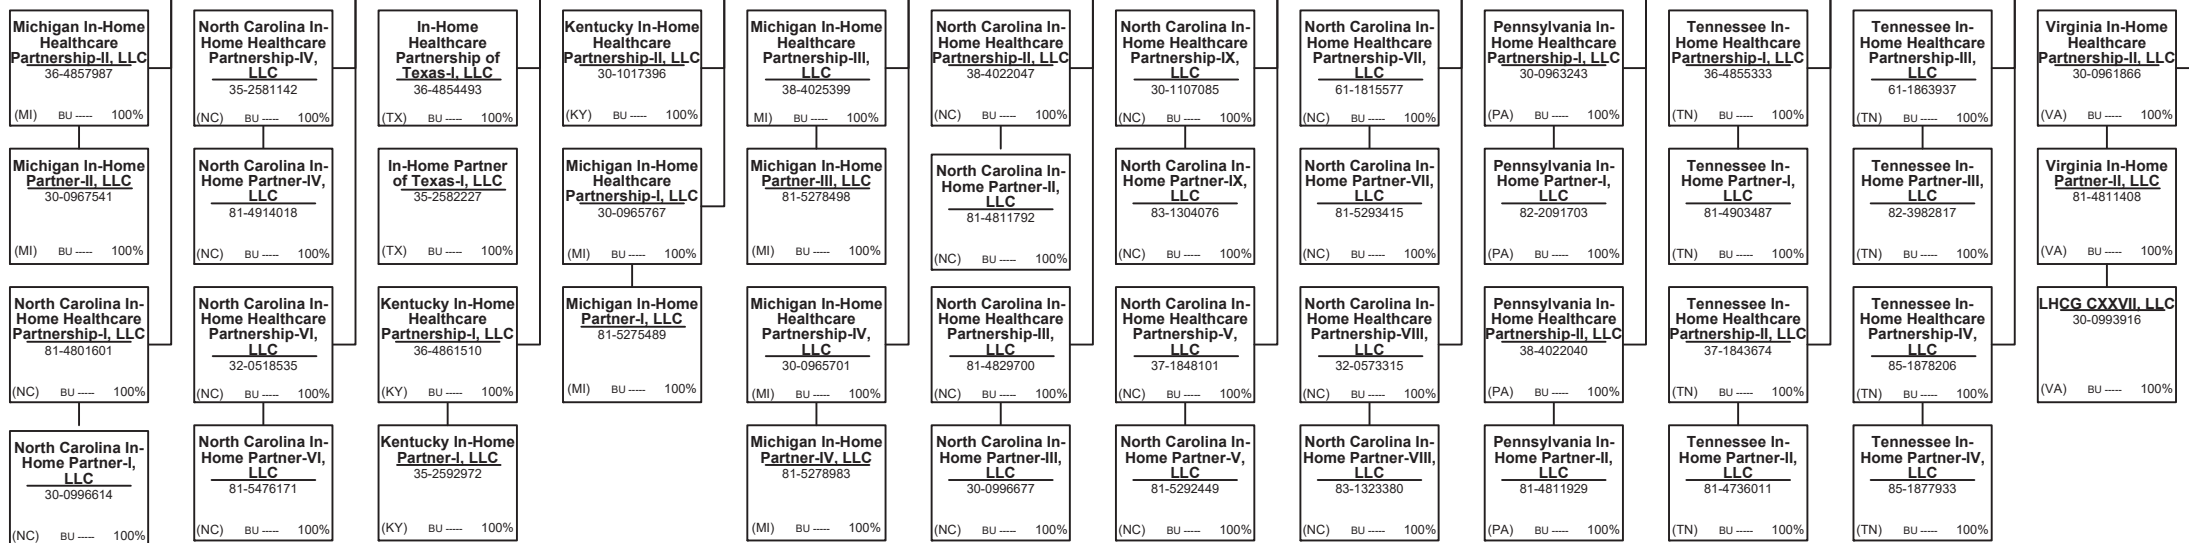 Michigan In-Home
Healthcare
Partnership-II, LLC
36-4857987
(MI) BU ----- 100%
Michigan In-Home
Partner-II, LLC
30-0967541
(MI) BU ----- 100%
North Carolina In-
Home Healthcare
Partnership-I, LLC
81-4801601
(NC) BU ----- 100%
North Carolina In-
Home Partner-I,
LLC
30-0996614
(NC) BU ----- 100%
North Carolina In-
Home Healthcare
Partnership-IV,
LLC
35-2581142
(NC) BU ----- 100%
North Carolina In-
Home Partner-IV,
LLC
81-4914018
(NC) BU ----- 100%
North Carolina In-
Home Healthcare
Partnership-VI,
LLC
32-0518535
(NC) BU ----- 100%
North Carolina In-
Home Partner-VI,
LLC
81-5476171
(NC) BU ----- 100%
In-Home
Healthcare
Partnership of
Texas-I, LLC
36-4854493
(TX) BU ----- 100%
In-Home Partner
of Texas-I, LLC
35-2582227
(TX) BU ----- 100%
Kentucky In-Home
Healthcare
Partnership-I, LLC
36-4861510
(KY) BU ----- 100%
Kentucky In-Home
Partner-I, LLC
35-2592972
(KY) BU ----- 100%
Kentucky In-Home
Healthcare
Partnership-II, LLC
30-1017396
(KY) BU ----- 100%
Michigan In-Home
Healthcare
Partnership-I, LLC
30-0965767
(MI) BU ----- 100%
Michigan In-Home
Partner-I, LLC
81-5275489
(MI) BU ----- 100%
Michigan In-Home
Healthcare
Partnership-III,
LLC
38-4025399
MI) BU ----- 100%
Michigan In-Home
Partner-III, LLC
81-5278498
(MI) BU ----- 100%
Michigan In-Home
Healthcare
Partnership-IV,
LLC
30-0965701
(MI) BU ----- 100%
Michigan In-Home
Partner-IV, LLC
81-5278983
(MI) BU ----- 100%
North Carolina In-
Home Healthcare
Partnership-II, LLC
38-4022047
(NC) BU ----- 100%
North Carolina In-
Home Partner-II,
LLC
81-4811792
(NC) BU ----- 100%
North Carolina In-
Home Healthcare
Partnership-III,
LLC
81-4829700
(NC) BU ----- 100%
North Carolina In-
Home Partner-III,
LLC
30-0996677
(NC) BU ----- 100%
North Carolina In-
Home Healthcare
Partnership-IX,
LLC
30-1107085
(NC) BU ----- 100%
North Carolina In-
Home Partner-IX,
LLC
83-1304076
(NC) BU ----- 100%
North Carolina In-
Home Healthcare
Partnership-V,
LLC
37-1848101
(NC) BU ----- 100%
North Carolina In-
Home Partner-V,
LLC
81-5292449
(NC) BU ----- 100%
North Carolina In-
Home Healthcare
Partnership-VII,
LLC
61-1815577
(NC) BU ----- 100%
North Carolina In-
Home Partner-VII,
LLC
81-5293415
(NC) BU ----- 100%
North Carolina In-
Home Healthcare
Partnership-VIII,
LLC
32-0573315
(NC) BU ----- 100%
North Carolina In-
Home Partner-VIII,
LLC
83-1323380
(NC) BU ----- 100%
Pennsylvania In-
Home Healthcare
Partnership-I, LLC
30-0963243
(PA) BU ----- 100%
Pennsylvania In-
Home Partner-I,
LLC
82-2091703
(PA) BU ----- 100%
Pennsylvania In-
Home Healthcare
Partnership-II, LLC
38-4022040
(PA) BU ----- 100%
Pennsylvania In-
Home Partner-II,
LLC
81-4811929
(PA) BU ----- 100%
Tennessee In-
Home Healthcare
Partnership-I, LLC
36-4855333
(TN) BU ----- 100%
Tennessee In-
Home Partner-I,
LLC
81-4903487
(TN) BU ----- 100%
Tennessee In-
Home Healthcare
Partnership-II, LLC
37-1843674
(TN) BU ----- 100%
Tennessee In-
Home Partner-II,
LLC
81-4736011
(TN) BU ----- 100%
Tennessee In-
Home Healthcare
Partnership-III,
LLC
61-1863937
(TN) BU ----- 100%
Tennessee In-
Home Partner-III,
LLC
82-3982817
(TN) BU ----- 100%
Tennessee In-
Home Healthcare
Partnership-IV,
LLC
85-1878206
(TN) BU ----- 100%
Tennessee In-
Home Partner-IV,
LLC
85-1877933
(TN) BU ----- 100%
Virginia In-Home
Healthcare
Partnership-II, LLC
30-0961866
(VA) BU ----- 100%
Virginia In-Home
Partner-II, LLC
81-4811408
(VA) BU ----- 100%
LHCG CXXVII, LLC
30-0993916
(VA) BU ----- 100%